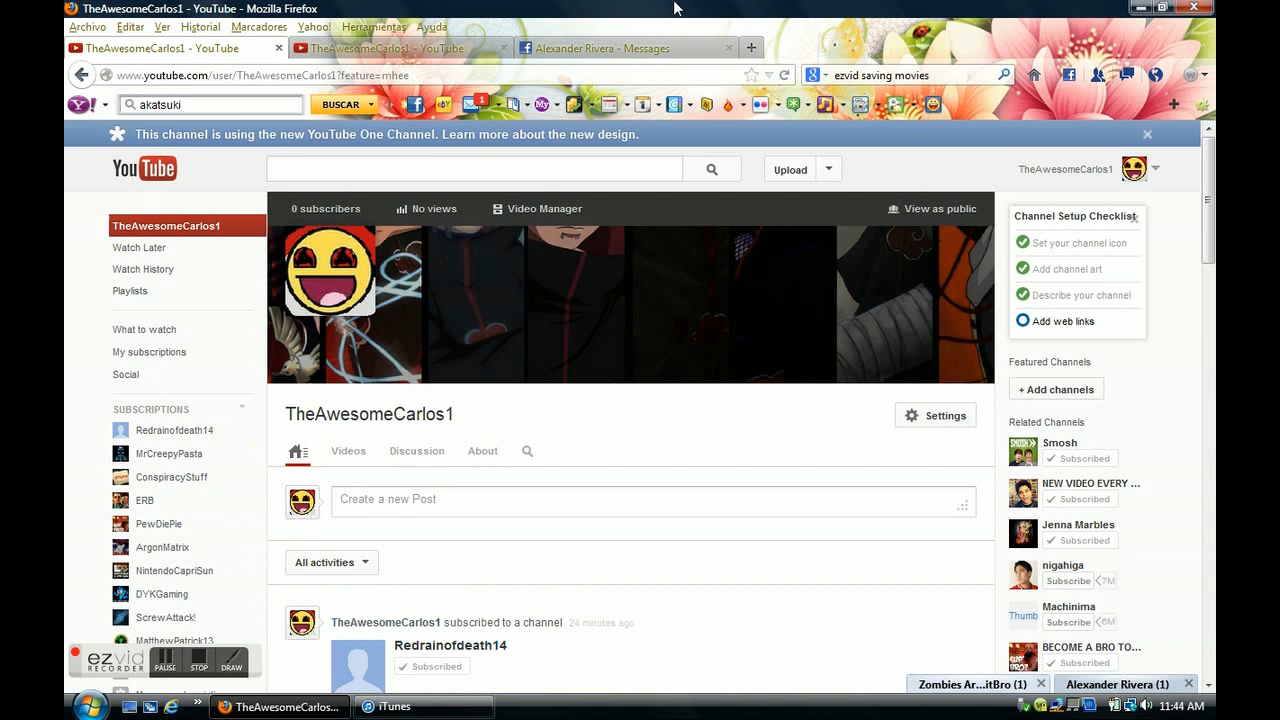 TheAwesomeCarlos1 - YouTube - Mozilla Firefox
Archivo Editar Ver Historial Marcadores Yahoo! Herramientas Ayuda
TheAwesomeCarlos1 - YouTube
TheAwesomeCarlos1 - YouTube
Alexander Rivera - Messages
www.youtube.com/user/TheAwesomeCarlos1?feature=mhee
ezvid saving movies
akatsuki
BUSCAR
1
This channel is using the new YouTube One Channel. Learn more about the new design.
YouTube
Upload
TheAwesomeCarlos1
0 subscribers
No views
Video Manager
View as public
TheAwesomeCarlos1
Watch Later
Watch History
Playlists
What to watch
My subscriptions
Social
SUBSCRIPTIONS
Redrainofdeath14
MrCreepyPasta
ConspiracyStuff
ERB
PewDiePie
ArgonMatrix
NintendoCapriSun
DYKGaming
ScrewAttack!
MatthewPatrick13
TheAwesomeCarlos1
Settings
Videos
Discussion
About
Create a new Post
All activities
TheAwesomeCarlos1 subscribed to a channel 24 minutes ago
Redrainofdeath14
Subscribed
Channel Setup Checklist
Set your channel icon
Add channel art
Describe your channel
Add web links
Featured Channels
+ Add channels
Related Channels
Smosh
Subscribed
NEW VIDEO EVERY ...
Subscribed
Jenna Marbles
Subscribed
nigahiga
Subscribe 7M
Thumb
Machinima
Subscribe 6M
BECOME A BRO TO...
Subscribed
ezvid
RECORDER
PAUSE
STOP
DRAW
Zombies Ar...itBro (1)
Alexander Rivera (1)
TheAwesomeCarlos...
iTunes
11:44 AM